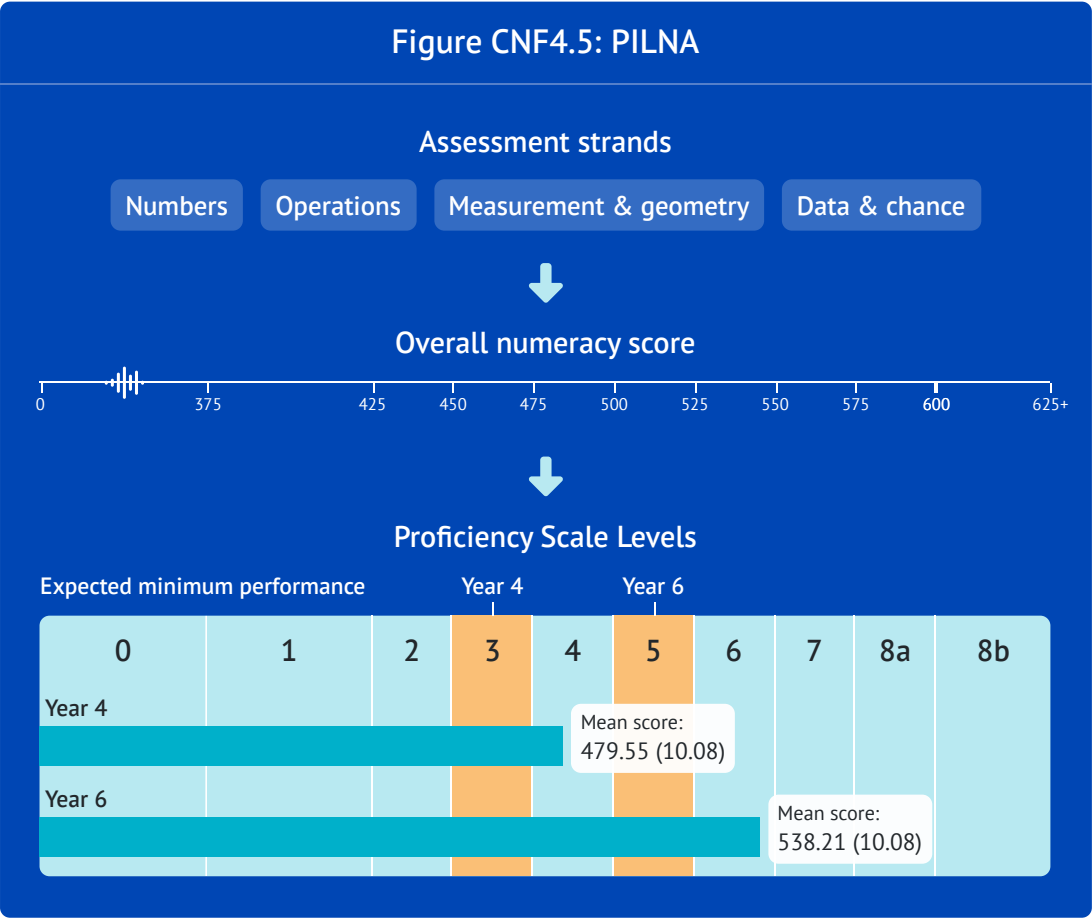 Figure CNF4.5: PILNA
Assessment strands
Numbers
Operations
Measurement & geometry
Data & chance
Overall numeracy score
0 375 425 450 475 500 525 550 575 600 625+
Proficiency Scale Levels
Expected minimum performance Year 4 Year 6
0 1 2 3 4 5 6 7 8a 8b
Year 4
Mean score:
479.55 (10.08)
Year 6
Mean score:
538.21 (10.08)